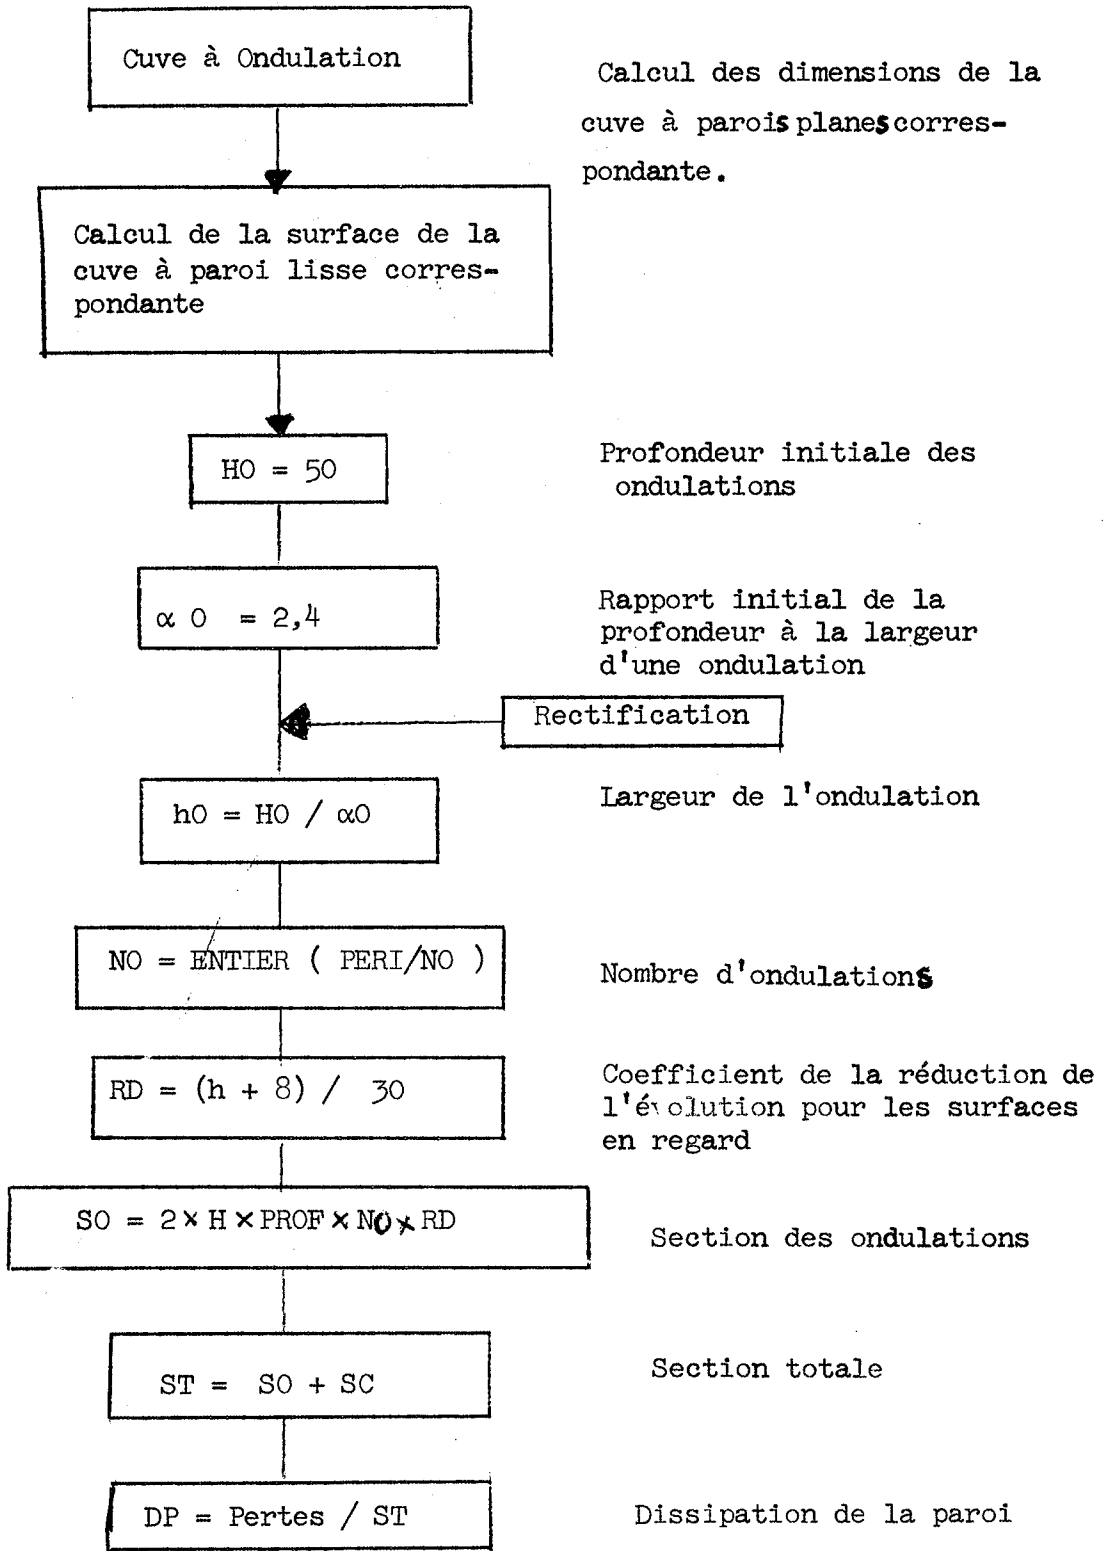 Cuve à Ondulation
Calcul des dimensions de la
cuve à parois planes corres-
pondante.
Calcul de la surface de la
cuve à paroi lisse corres-
pondante
HO = 50
Profondeur initiale des
ondulations
α O = 2,4
Rapport initial de la
profondeur à la largeur
d'une ondulation
Rectification
hO = HO / αO
Largeur de l'ondulation
NO = ENTIER ( PERI/NO )
Nombre d'ondulations
RD = (h + 8) / 30
Coefficient de la réduction de
l'évolution pour les surfaces
en regard
SO = 2 × H × PROF × NO × RD
Section des ondulations
ST = SO + SC
Section totale
DP = Pertes / ST
Dissipation de la paroi